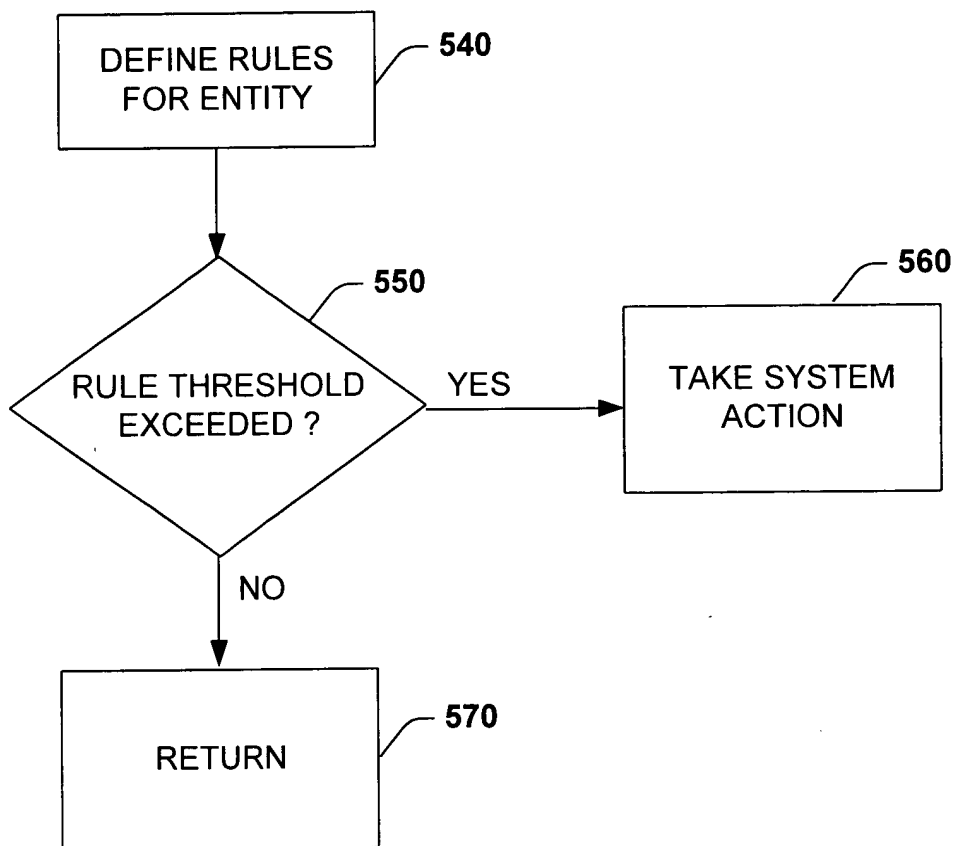 DEFINE RULES
FOR ENTITY
540
550
RULE THRESHOLD
EXCEEDED ?
YES
560
TAKE SYSTEM
ACTION
NO
570
RETURN